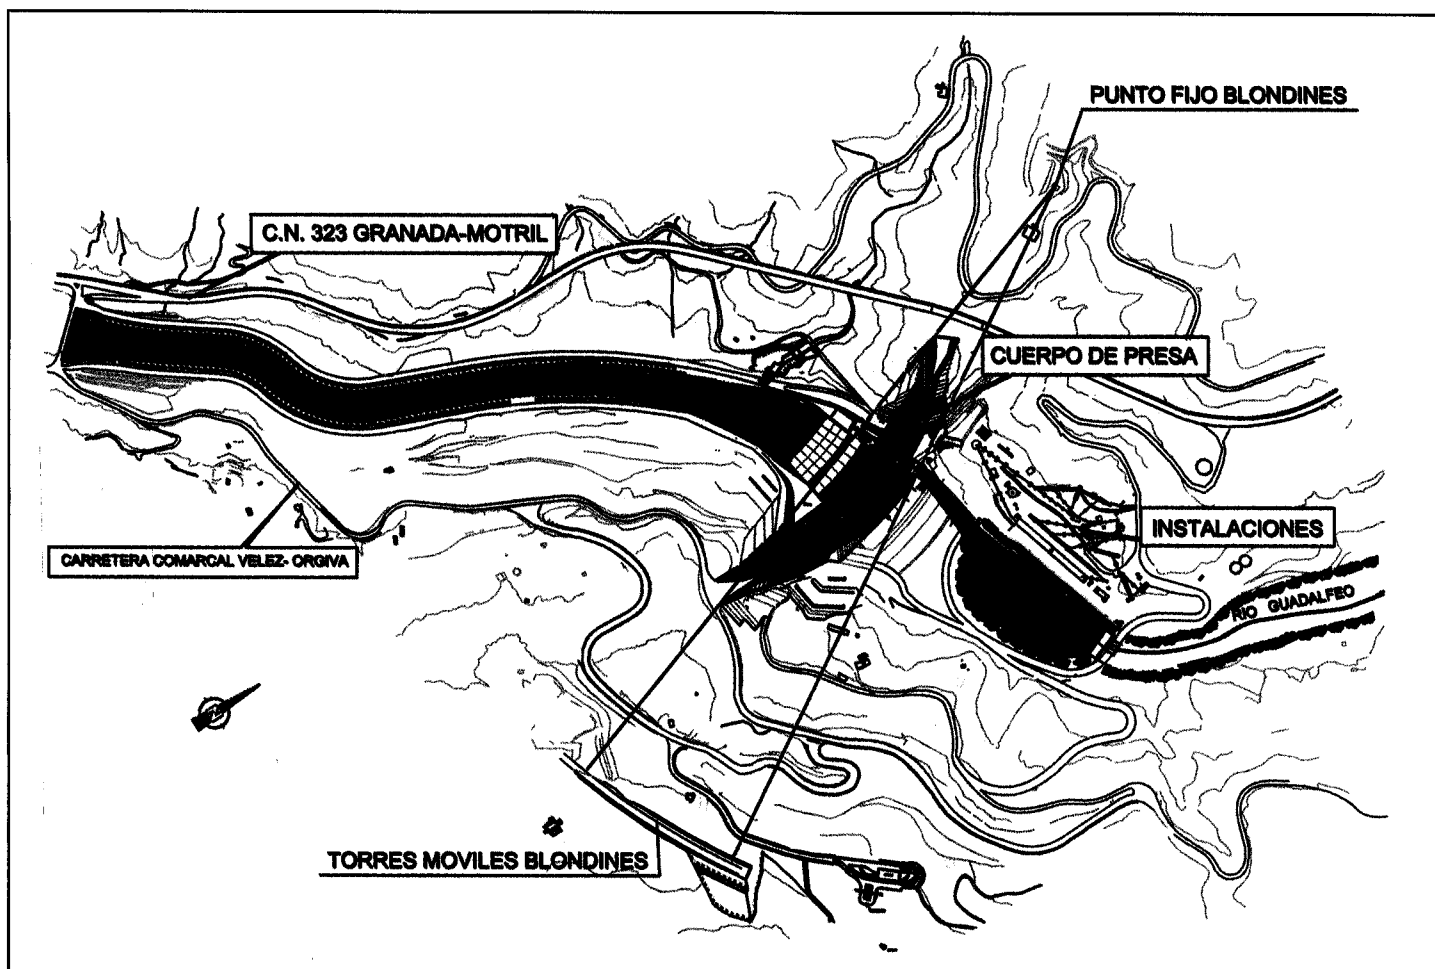 PUNTO FIJO BLONDINES
C.N. 323 GRANADA-MOTRIL
CUERPO DE PRESA
INSTALACIONES
CARRETERA COMARCAL VELEZ- ORGIVA
RIO GUADALFEO
TORRES MOVILES BLONDINES